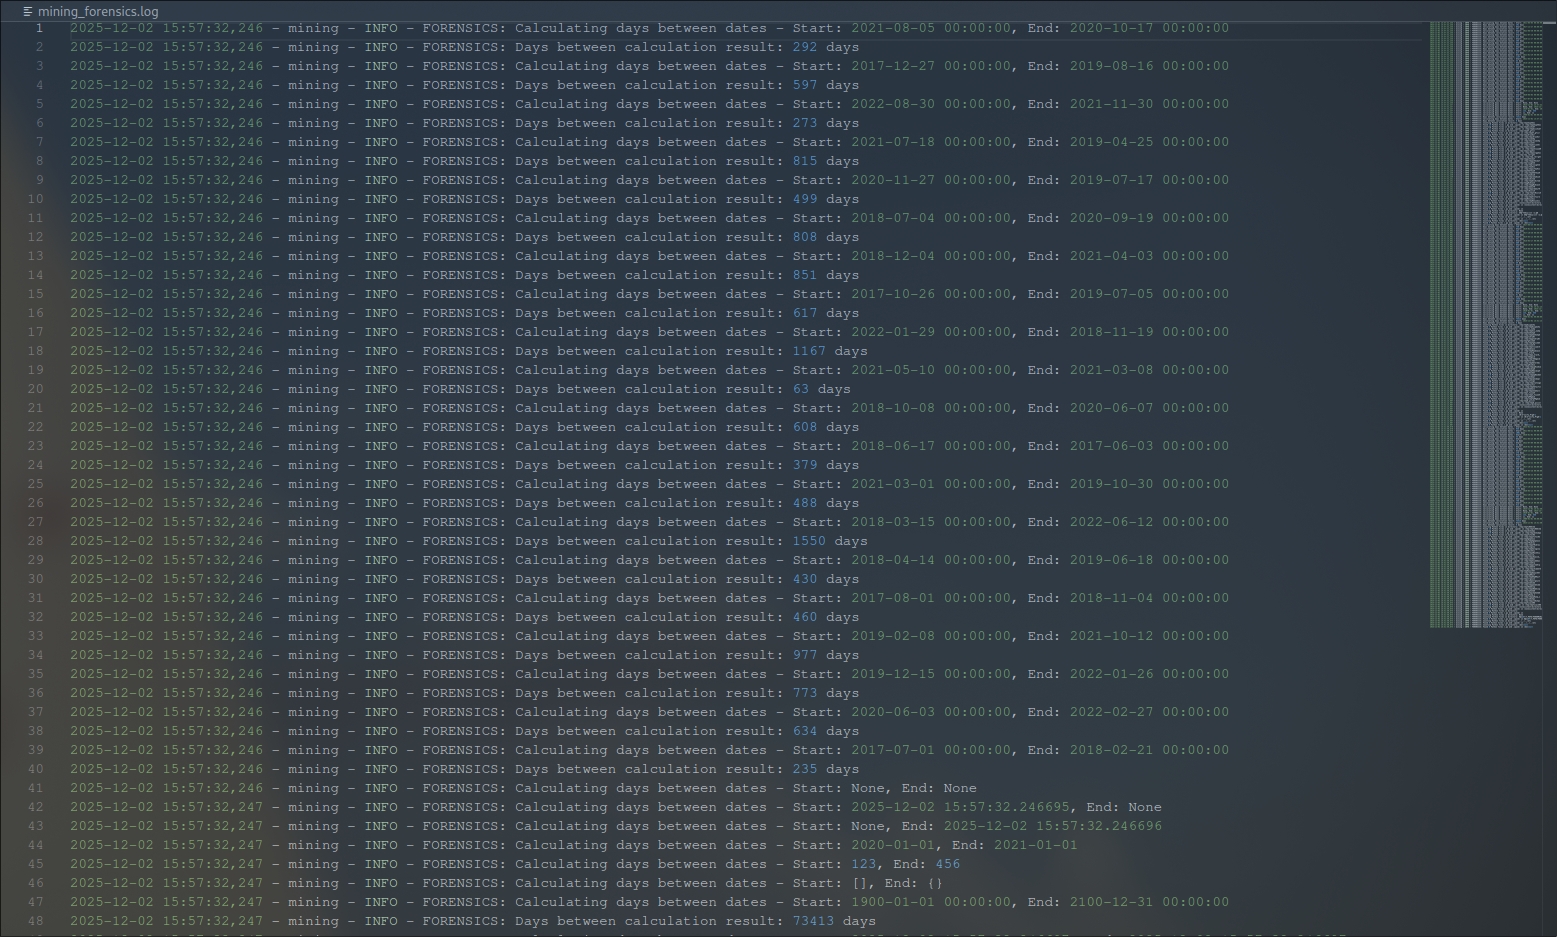 mining_forensics.log
1 2025-12-02 15:57:32,246 - mining - INFO - FORENSICS: Calculating days between dates - Start: 2021-08-05 00:00:00, End: 2020-10-17 00:00:00
2 2025-12-02 15:57:32,246 - mining - INFO - FORENSICS: Days between calculation result: 292 days
3 2025-12-02 15:57:32,246 - mining - INFO - FORENSICS: Calculating days between dates - Start: 2017-12-27 00:00:00, End: 2019-08-16 00:00:00
4 2025-12-02 15:57:32,246 - mining - INFO - FORENSICS: Days between calculation result: 597 days
5 2025-12-02 15:57:32,246 - mining - INFO - FORENSICS: Calculating days between dates - Start: 2022-08-30 00:00:00, End: 2021-11-30 00:00:00
6 2025-12-02 15:57:32,246 - mining - INFO - FORENSICS: Days between calculation result: 273 days
7 2025-12-02 15:57:32,246 - mining - INFO - FORENSICS: Calculating days between dates - Start: 2021-07-18 00:00:00, End: 2019-04-25 00:00:00
8 2025-12-02 15:57:32,246 - mining - INFO - FORENSICS: Days between calculation result: 815 days
9 2025-12-02 15:57:32,246 - mining - INFO - FORENSICS: Calculating days between dates - Start: 2020-11-27 00:00:00, End: 2019-07-17 00:00:00
10 2025-12-02 15:57:32,246 - mining - INFO - FORENSICS: Days between calculation result: 499 days
11 2025-12-02 15:57:32,246 - mining - INFO - FORENSICS: Calculating days between dates - Start: 2018-07-04 00:00:00, End: 2020-09-19 00:00:00
12 2025-12-02 15:57:32,246 - mining - INFO - FORENSICS: Days between calculation result: 808 days
13 2025-12-02 15:57:32,246 - mining - INFO - FORENSICS: Calculating days between dates - Start: 2018-12-04 00:00:00, End: 2021-04-03 00:00:00
14 2025-12-02 15:57:32,246 - mining - INFO - FORENSICS: Days between calculation result: 851 days
15 2025-12-02 15:57:32,246 - mining - INFO - FORENSICS: Calculating days between dates - Start: 2017-10-26 00:00:00, End: 2019-07-05 00:00:00
16 2025-12-02 15:57:32,246 - mining - INFO - FORENSICS: Days between calculation result: 617 days
17 2025-12-02 15:57:32,246 - mining - INFO - FORENSICS: Calculating days between dates - Start: 2022-01-29 00:00:00, End: 2018-11-19 00:00:00
18 2025-12-02 15:57:32,246 - mining - INFO - FORENSICS: Days between calculation result: 1167 days
19 2025-12-02 15:57:32,246 - mining - INFO - FORENSICS: Calculating days between dates - Start: 2021-05-10 00:00:00, End: 2021-03-08 00:00:00
20 2025-12-02 15:57:32,246 - mining - INFO - FORENSICS: Days between calculation result: 63 days
21 2025-12-02 15:57:32,246 - mining - INFO - FORENSICS: Calculating days between dates - Start: 2018-10-08 00:00:00, End: 2020-06-07 00:00:00
22 2025-12-02 15:57:32,246 - mining - INFO - FORENSICS: Days between calculation result: 608 days
23 2025-12-02 15:57:32,246 - mining - INFO - FORENSICS: Calculating days between dates - Start: 2018-06-17 00:00:00, End: 2017-06-03 00:00:00
24 2025-12-02 15:57:32,246 - mining - INFO - FORENSICS: Days between calculation result: 379 days
25 2025-12-02 15:57:32,246 - mining - INFO - FORENSICS: Calculating days between dates - Start: 2021-03-01 00:00:00, End: 2019-10-30 00:00:00
26 2025-12-02 15:57:32,246 - mining - INFO - FORENSICS: Days between calculation result: 488 days
27 2025-12-02 15:57:32,246 - mining - INFO - FORENSICS: Calculating days between dates - Start: 2018-03-15 00:00:00, End: 2022-06-12 00:00:00
28 2025-12-02 15:57:32,246 - mining - INFO - FORENSICS: Days between calculation result: 1550 days
29 2025-12-02 15:57:32,246 - mining - INFO - FORENSICS: Calculating days between dates - Start: 2018-04-14 00:00:00, End: 2019-06-18 00:00:00
30 2025-12-02 15:57:32,246 - mining - INFO - FORENSICS: Days between calculation result: 430 days
31 2025-12-02 15:57:32,246 - mining - INFO - FORENSICS: Calculating days between dates - Start: 2017-08-01 00:00:00, End: 2018-11-04 00:00:00
32 2025-12-02 15:57:32,246 - mining - INFO - FORENSICS: Days between calculation result: 460 days
33 2025-12-02 15:57:32,246 - mining - INFO - FORENSICS: Calculating days between dates - Start: 2019-02-08 00:00:00, End: 2021-10-12 00:00:00
34 2025-12-02 15:57:32,246 - mining - INFO - FORENSICS: Days between calculation result: 977 days
35 2025-12-02 15:57:32,246 - mining - INFO - FORENSICS: Calculating days between dates - Start: 2019-12-15 00:00:00, End: 2022-01-26 00:00:00
36 2025-12-02 15:57:32,246 - mining - INFO - FORENSICS: Days between calculation result: 773 days
37 2025-12-02 15:57:32,246 - mining - INFO - FORENSICS: Calculating days between dates - Start: 2020-06-03 00:00:00, End: 2022-02-27 00:00:00
38 2025-12-02 15:57:32,246 - mining - INFO - FORENSICS: Days between calculation result: 634 days
39 2025-12-02 15:57:32,246 - mining - INFO - FORENSICS: Calculating days between dates - Start: 2017-07-01 00:00:00, End: 2018-02-21 00:00:00
40 2025-12-02 15:57:32,246 - mining - INFO - FORENSICS: Days between calculation result: 235 days
41 2025-12-02 15:57:32,246 - mining - INFO - FORENSICS: Calculating days between dates - Start: None, End: None
42 2025-12-02 15:57:32,247 - mining - INFO - FORENSICS: Calculating days between dates - Start: 2025-12-02 15:57:32.246695, End: None
43 2025-12-02 15:57:32,247 - mining - INFO - FORENSICS: Calculating days between dates - Start: None, End: 2025-12-02 15:57:32.246696
44 2025-12-02 15:57:32,247 - mining - INFO - FORENSICS: Calculating days between dates - Start: 2020-01-01, End: 2021-01-01
45 2025-12-02 15:57:32,247 - mining - INFO - FORENSICS: Calculating days between dates - Start: 123, End: 456
46 2025-12-02 15:57:32,247 - mining - INFO - FORENSICS: Calculating days between dates - Start: [], End: {}
47 2025-12-02 15:57:32,247 - mining - INFO - FORENSICS: Calculating days between dates - Start: 1900-01-01 00:00:00, End: 2100-12-31 00:00:00
48 2025-12-02 15:57:32,247 - mining - INFO - FORENSICS: Days between calculation result: 73413 days